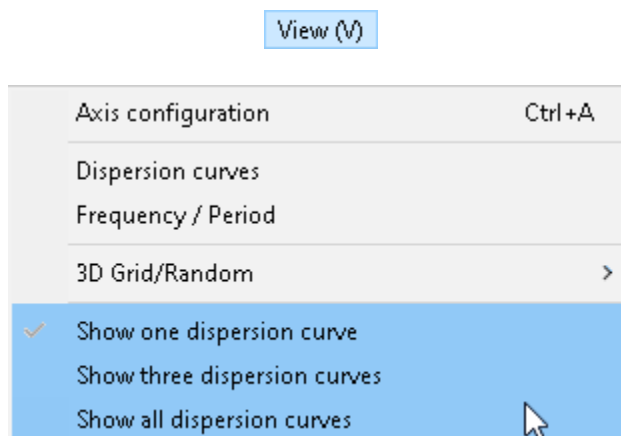 View (V)
Axis configuration Ctrl+A
Dispersion curves
Frequency / Period
3D Grid/Random
Show one dispersion curve
Show three dispersion curves
Show all dispersion curves